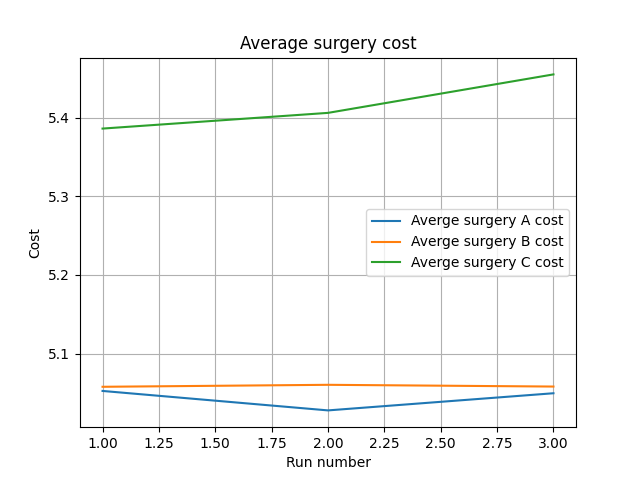 Average surgery cost
Cost
5.4
5.3
5.2
5.1
Averge surgery A cost
Averge surgery B cost
Averge surgery C cost
1.00 1.25 1.50 1.75 2.00 2.25 2.50 2.75 3.00
Run number